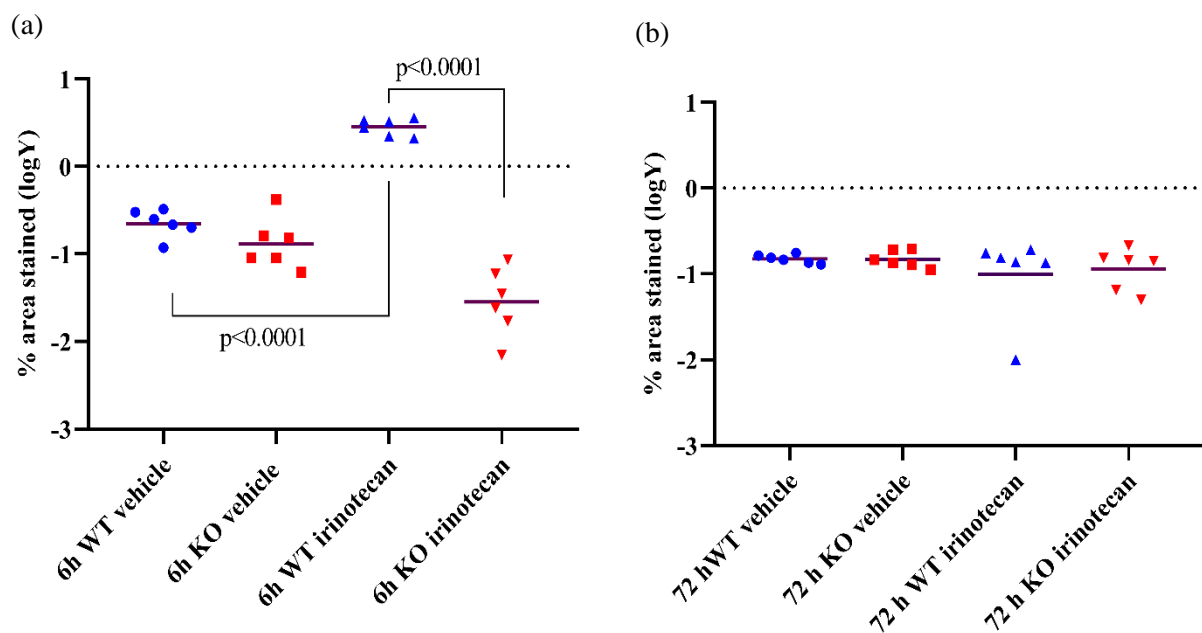 (a)
p<0.0001
% area stained (logY)
1
0
-1
-2
-3
p<0.0001
6h WT vehicle
6h KO vehicle
6h WT irinotecan
6h KO irinotecan
(b)
% area stained (logY)
1
0
-1
-2
-3
72 hWT vehicle
72 h KO vehicle
72 h WT irinotecan
72 h KO irinotecan